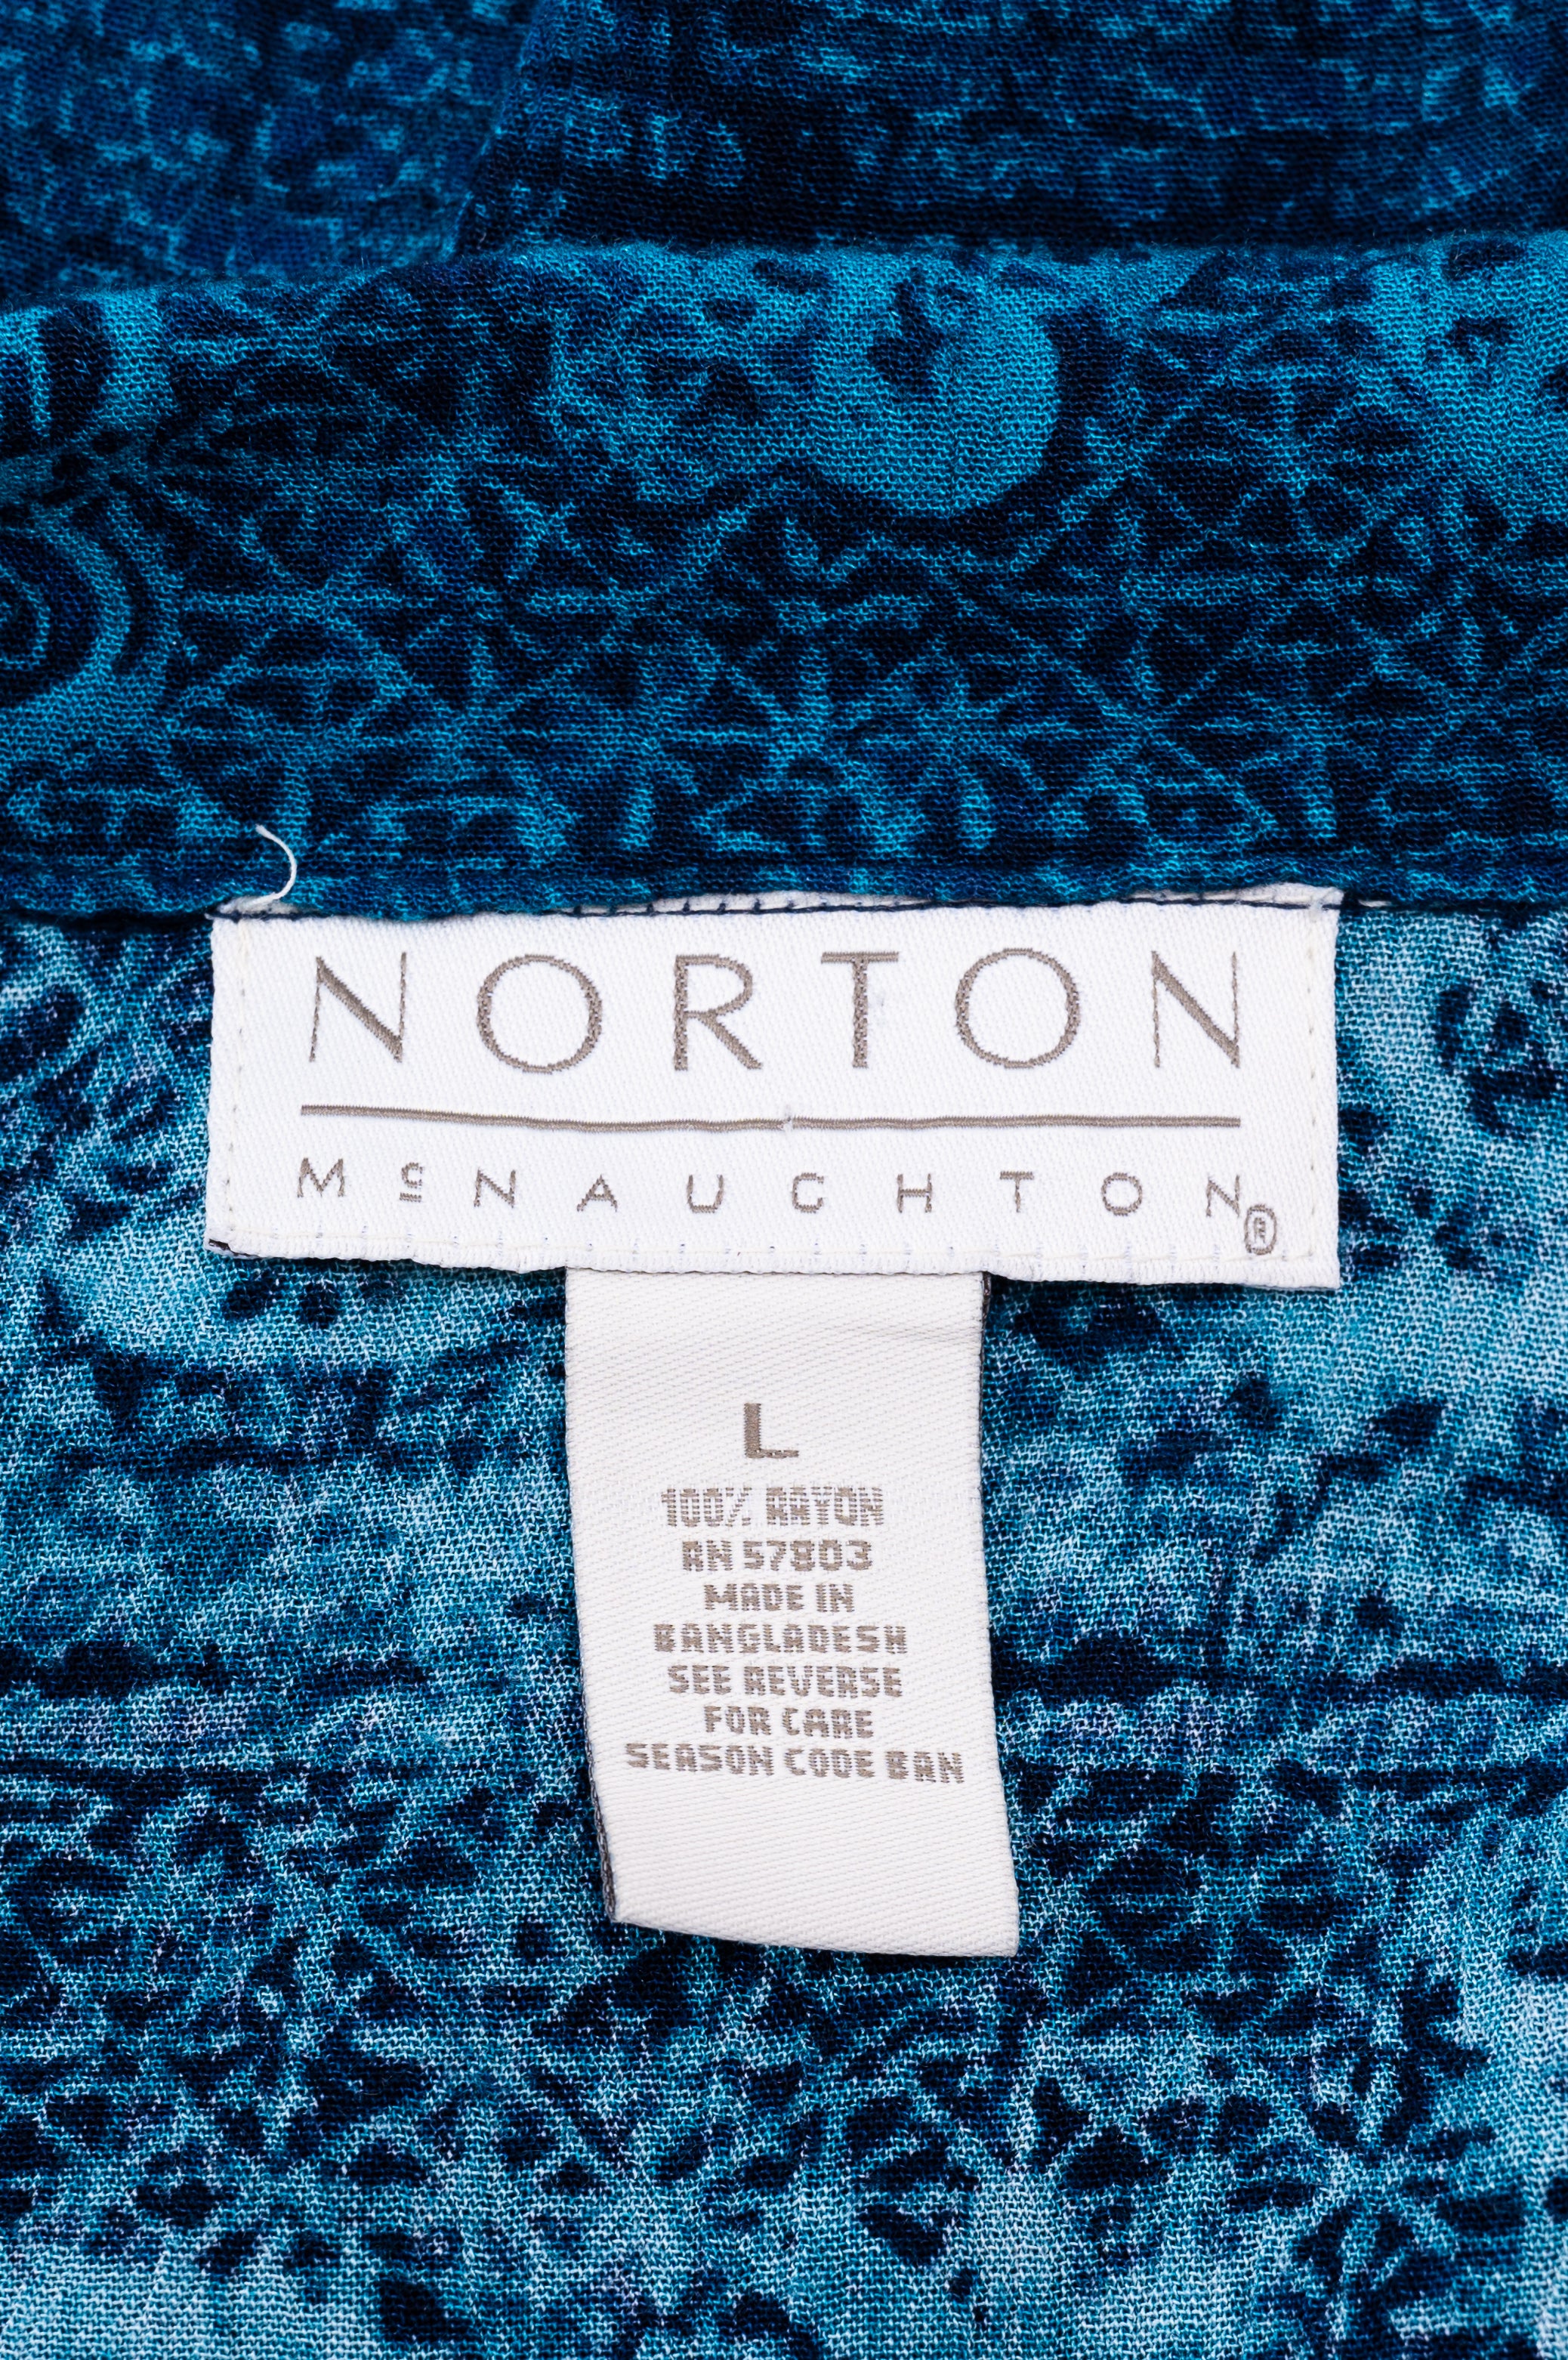 NORTON
McNAUGHTON®
L
100% RAYON
RN 57803
MADE IN
BANGLADESH
SEE REVERSE
FOR CARE
SEASON CODE BAN